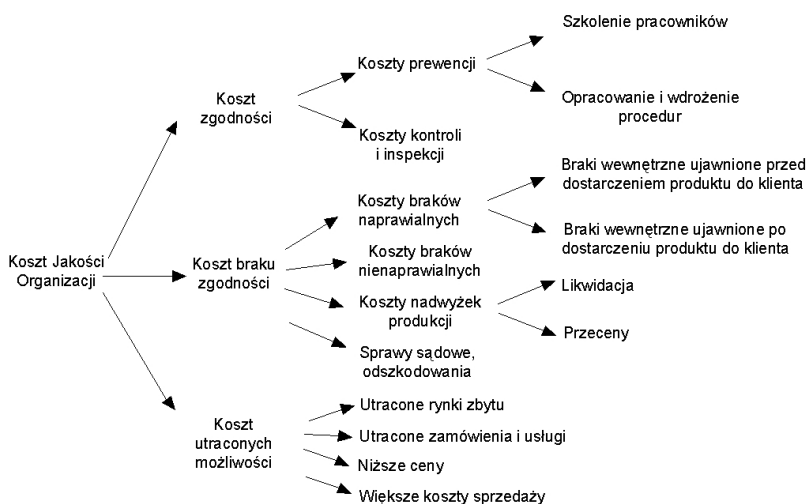 Koszt Jakości
Organizacji
Koszt
zgodności
Koszty prewencji
Szkolenie pracowników
Opracowanie i wdrożenie
procedur
Koszty kontroli
i inspekcji
Koszt braku
zgodności
Koszty braków
naprawialnych
Braki wewnętrzne ujawnione przed
dostarczeniem produktu do klienta
Braki wewnętrzne ujawnione po
dostarczeniu produktu do klienta
Koszty braków
nienaprawialnych
Koszty nadwyżek
produkcji
Likwidacja
Przeceny
Sprawy sądowe,
odszkodowania
Koszt
utraconych
możliwości
Utracone rynki zbytu
Utracone zamówienia i usługi
Niższe ceny
Większe koszty sprzedaży